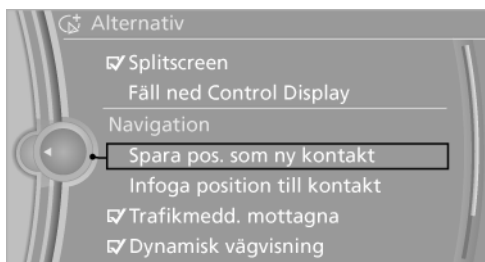 Alternativ
Splitscreen
Fäll ned Control Display
Navigation
Spara pos. som ny kontakt
Infoga position till kontakt
Trafikmedd. mottagna
Dynamisk vägvisning